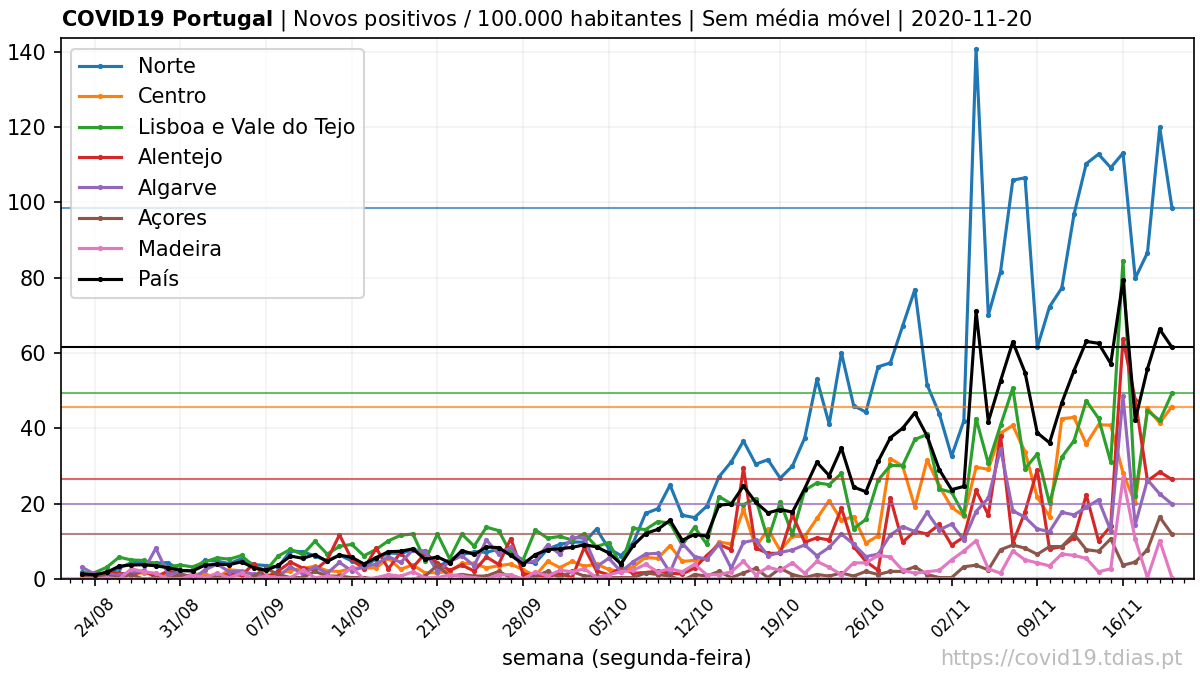 COVID19 Portugal | Novos positivos / 100.000 habitantes | Sem média móvel | 2020-11-20
140
120
100
80
60
40
20
0
Norte
Centro
Lisboa e Vale do Tejo
Alentejo
Algarve
Açores
Madeira
País
24/08
31/08
07/09
14/09
21/09
28/09
05/10
12/10
19/10
26/10
02/11
09/11
16/11
semana (segunda-feira)
https://covid19.tdias.pt